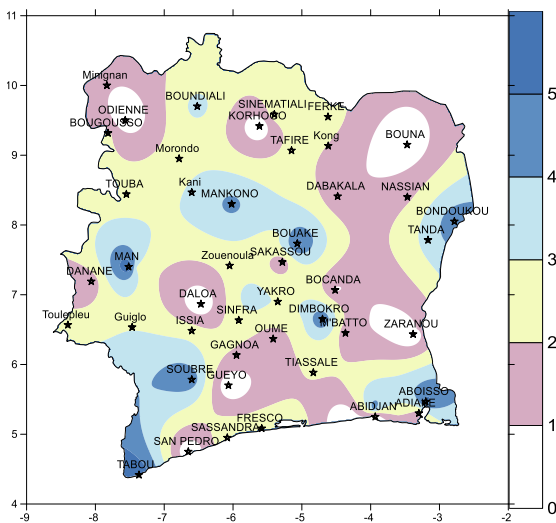 11
5
Minignan
10
BOUNDIALI
ODIENNE
SINEMATIALI FERKE
KORHOGO
BOUGOUSSO
4
TAFIRE
Kong
BOUNA
9
Morondo
TOUBA
Kani
MANKONO
DABAKALA
NASSIAN
BONDOUKOU
8
TANDA
BOUAKE
3
MAN
Zouenoula
SAKASSOU
DANANE
BOCANDA
7
DALOA
YAKRO
Toulepleu
Guiglo
ISSIA
SINFRA
DIMBOKRO
M'BATTO
ZARANOU
OUME
2
GAGNOA
6
SOUBRE
GUEYO
TIASSALE
ABOISSO
ADIAKE
ABIDJAN
FRESCO
SASSANDRA
1
5
SAN PEDRO
TABOU
4
0
-9 -8 -7 -6 -5 -4 -3 -2